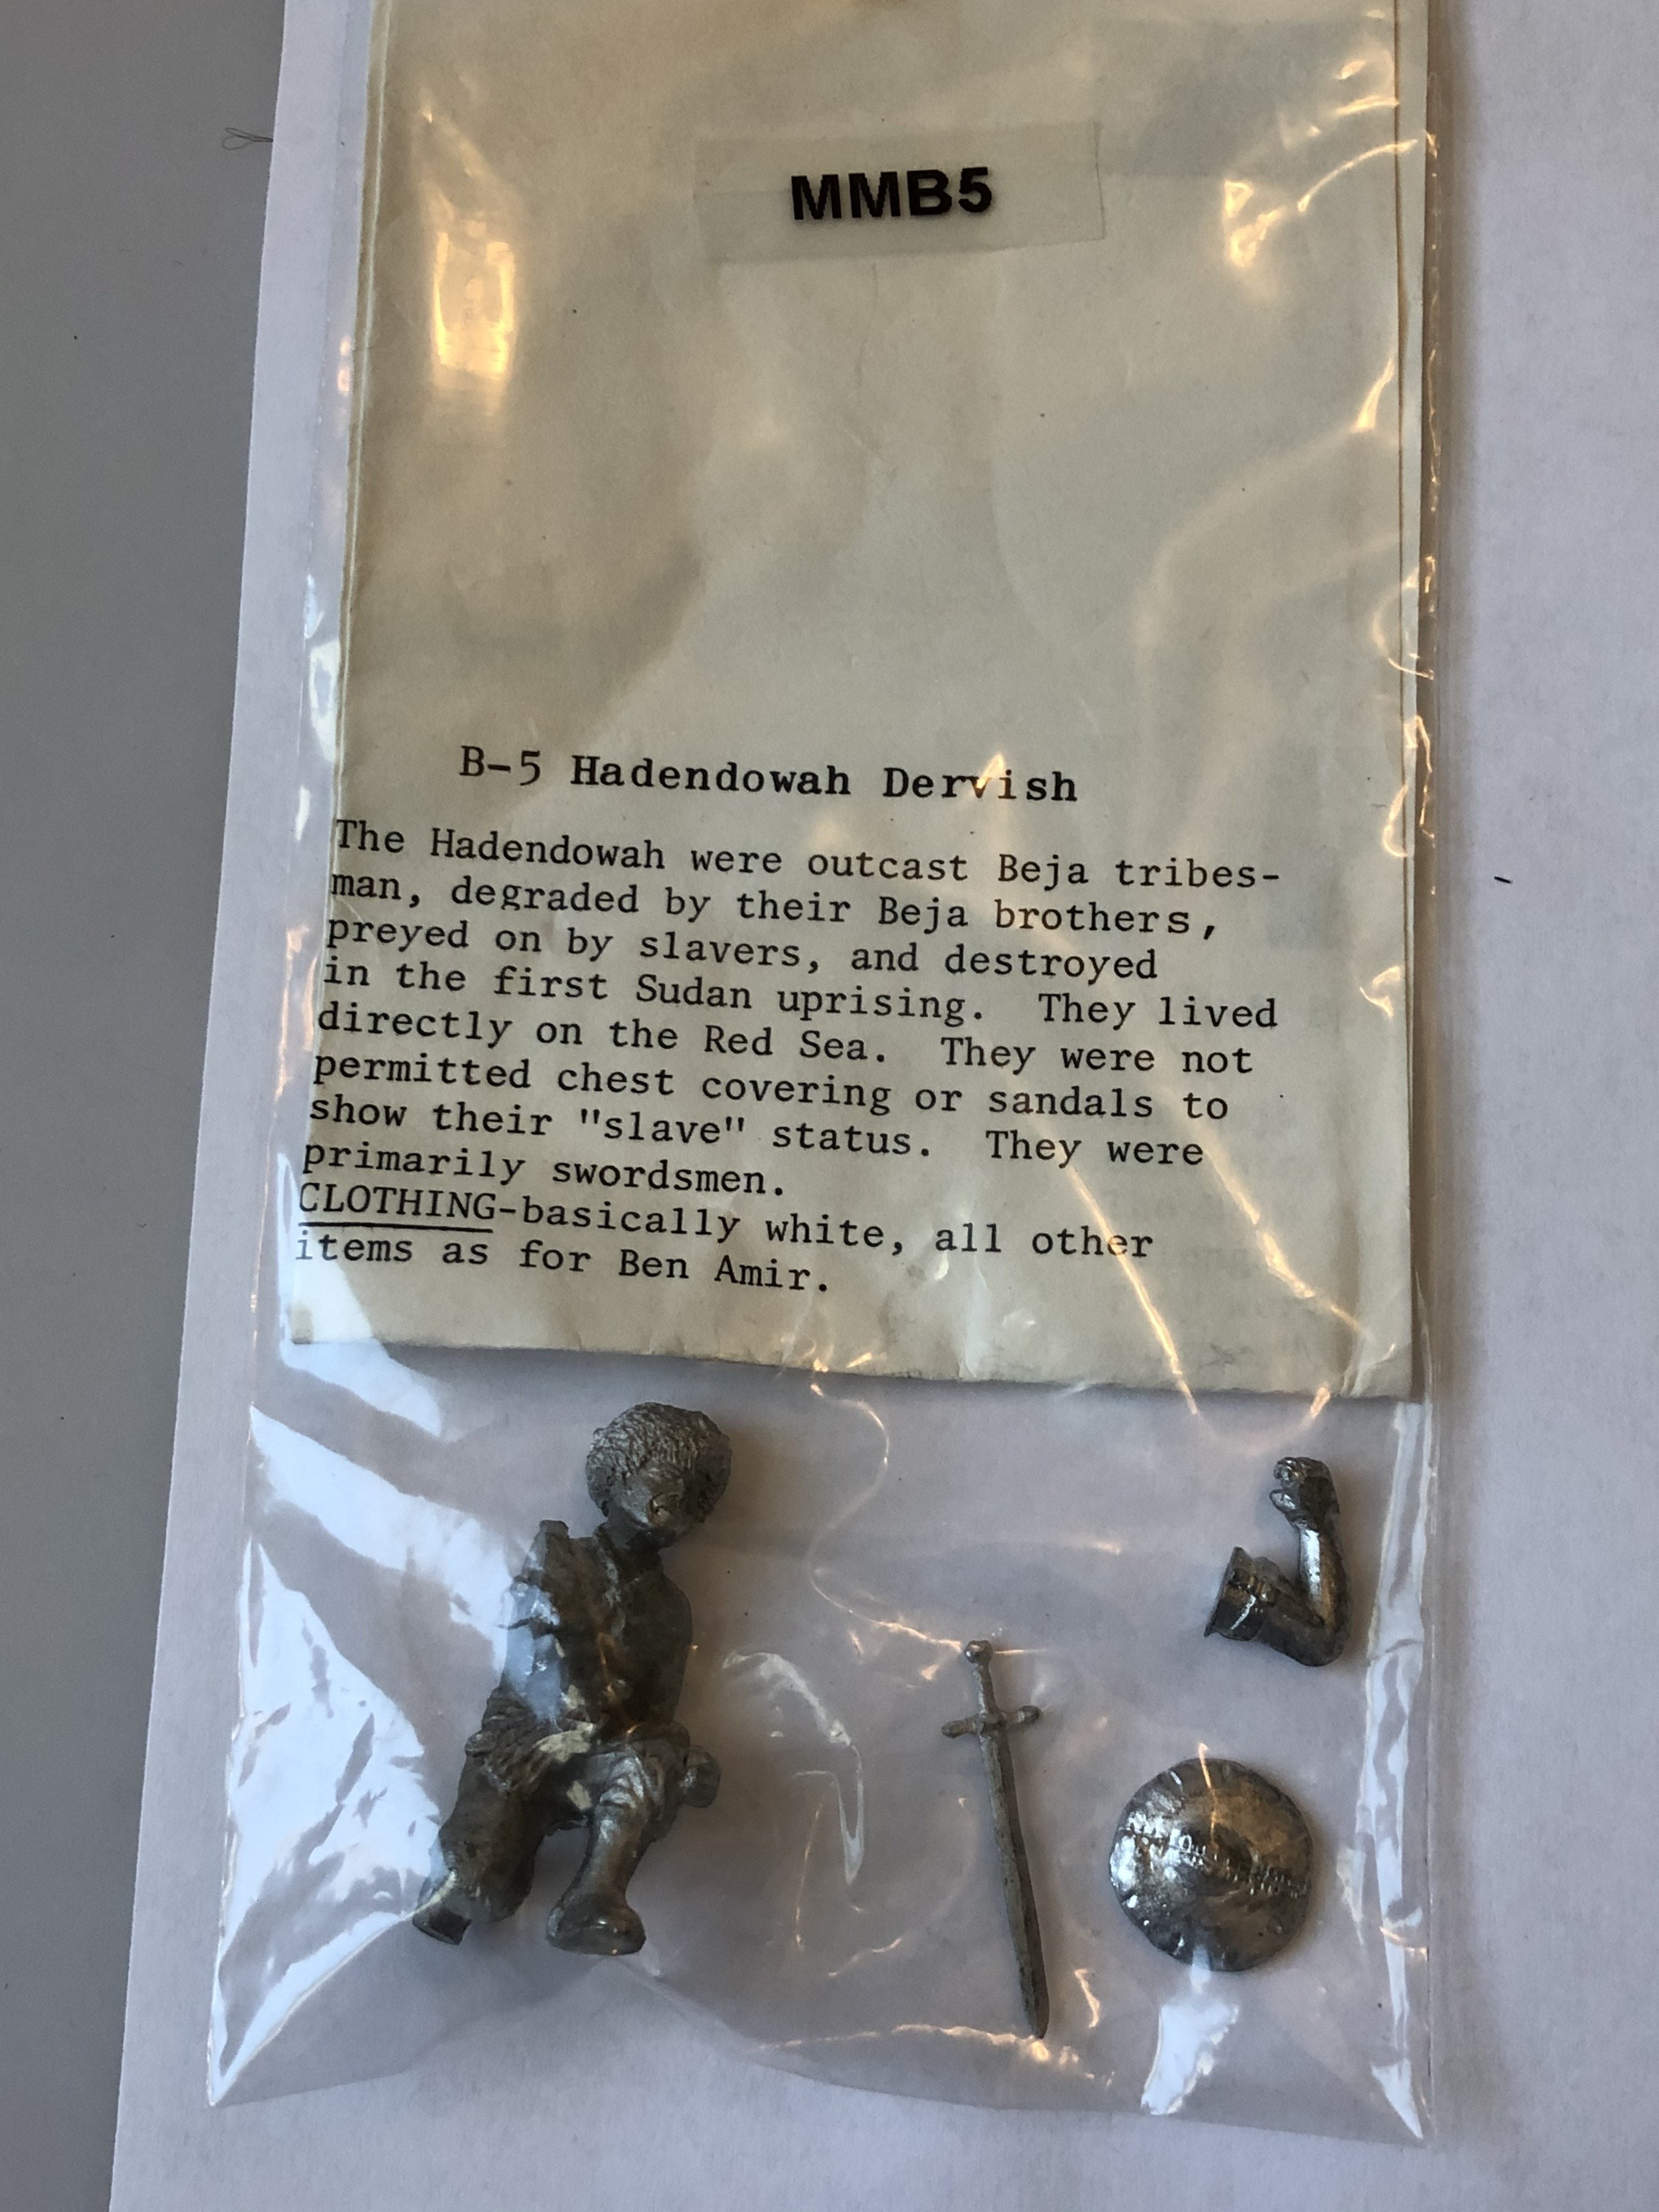 MMB5
B-5 Hadendowah Dervish
The Hadendowah were outcast Beja tribes-
man, degraded by their Beja brothers,
preyed on by slavers, and destroyed
in the first Sudan uprising. They lived
directly on the Red Sea. They were not
permitted chest covering or sandals to
show their "slave" status. They were
primarily swordsmen.
CLOTHING-basically white, all other
items as for Ben Amir.